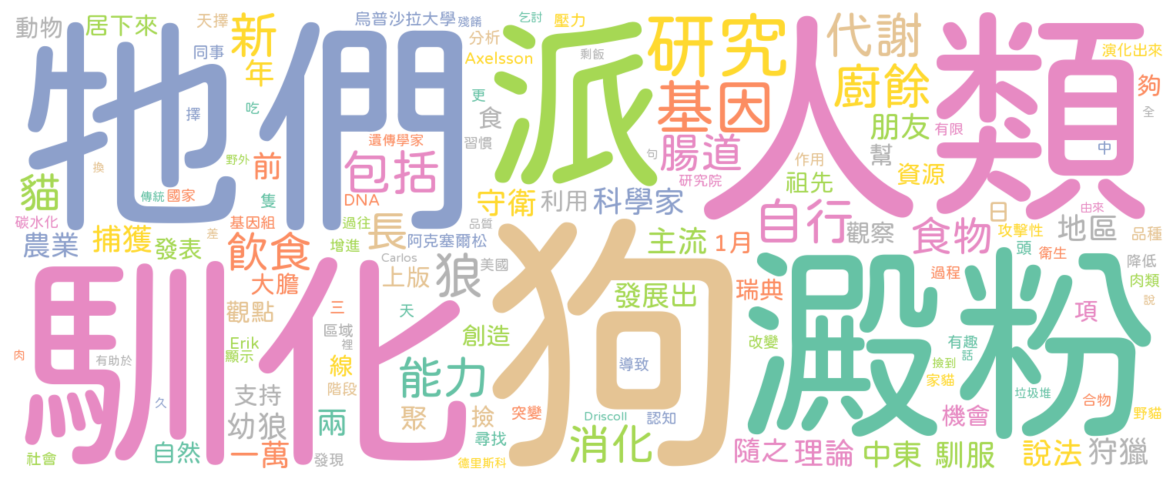 動物
居下來
天擇
同事
新
年
烏普沙拉大學
殘餚
分析
Axelsson
乞討
壓力
剩飯
派
研究
代謝
人類
演化出來
夠
全
牠們
擇
吃
更
食
習慣
基因
廚餘
朋友
有限
中
貓
換
野外
傳統
國家
前
隻
遺傳學家
包括
DNA
句
腸道
研究院
幫
作用
祖先
資源
日
由來
碳水化
農業
捕獲
發表
差
基因組
過往
增進
長
品質
阿克塞爾松
守衛
利用
科學家
自行
觀察
食物
攻擊性
地區
品種
飲食
大膽
Carlos
上版
狼
美國
主流
1月
頭
衛生
降低
肉類
說
馴化
狗
澱粉
觀點
三
區域
裡
天
創造
發展出
瑞典
過程
項
肉
有助於
Erik
顯示
線
階段
能力
導致
改變
有趣
話
撿到
家貓
垃圾堆
合物
野貓
久
支持
幼狼
兩
聚
撿
突變
Driscoll
認知
機會
社會
自然
一萬
發現
尋找
德里斯科
消化
隨之
理論
中東
馴服
說法
狩獵